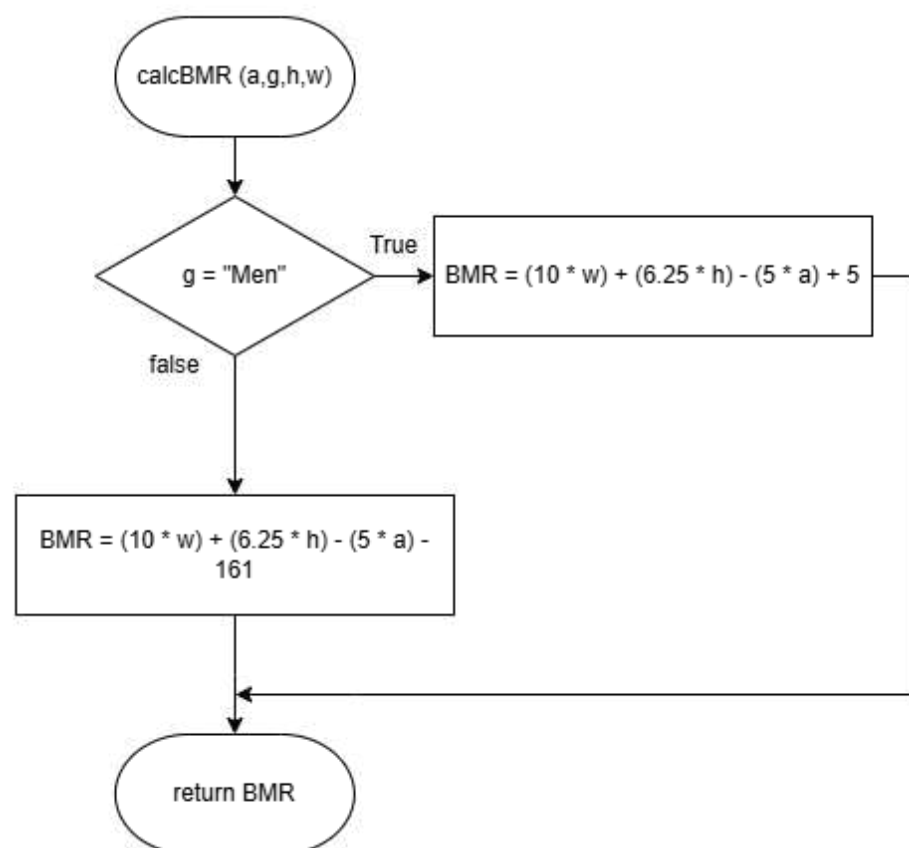 calcBMR (a,g,h,w)
g = "Men"
True
BMR = (10 * w) + (6.25 * h) - (5 * a) + 5
false
BMR = (10 * w) + (6.25 * h) - (5 * a) -
161
return BMR